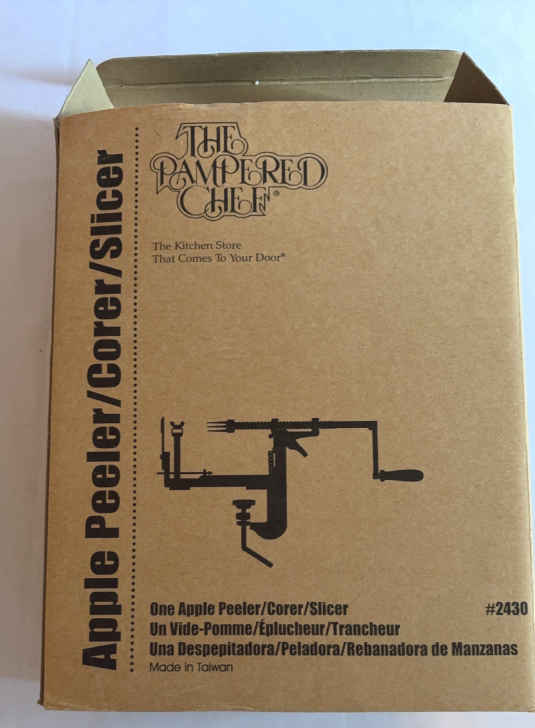 Apple Peeler/Corer/Slicer
THE
PAMPERED
CHEF®
The Kitchen Store
That Comes To Your Door®
One Apple Peeler/Corer/Slicer
#2430
Un Vide-Pomme/Éplucheur/Trancheur
Una Despepitadora/Peladora/Rebanadora de Manzanas
Made in Taiwan